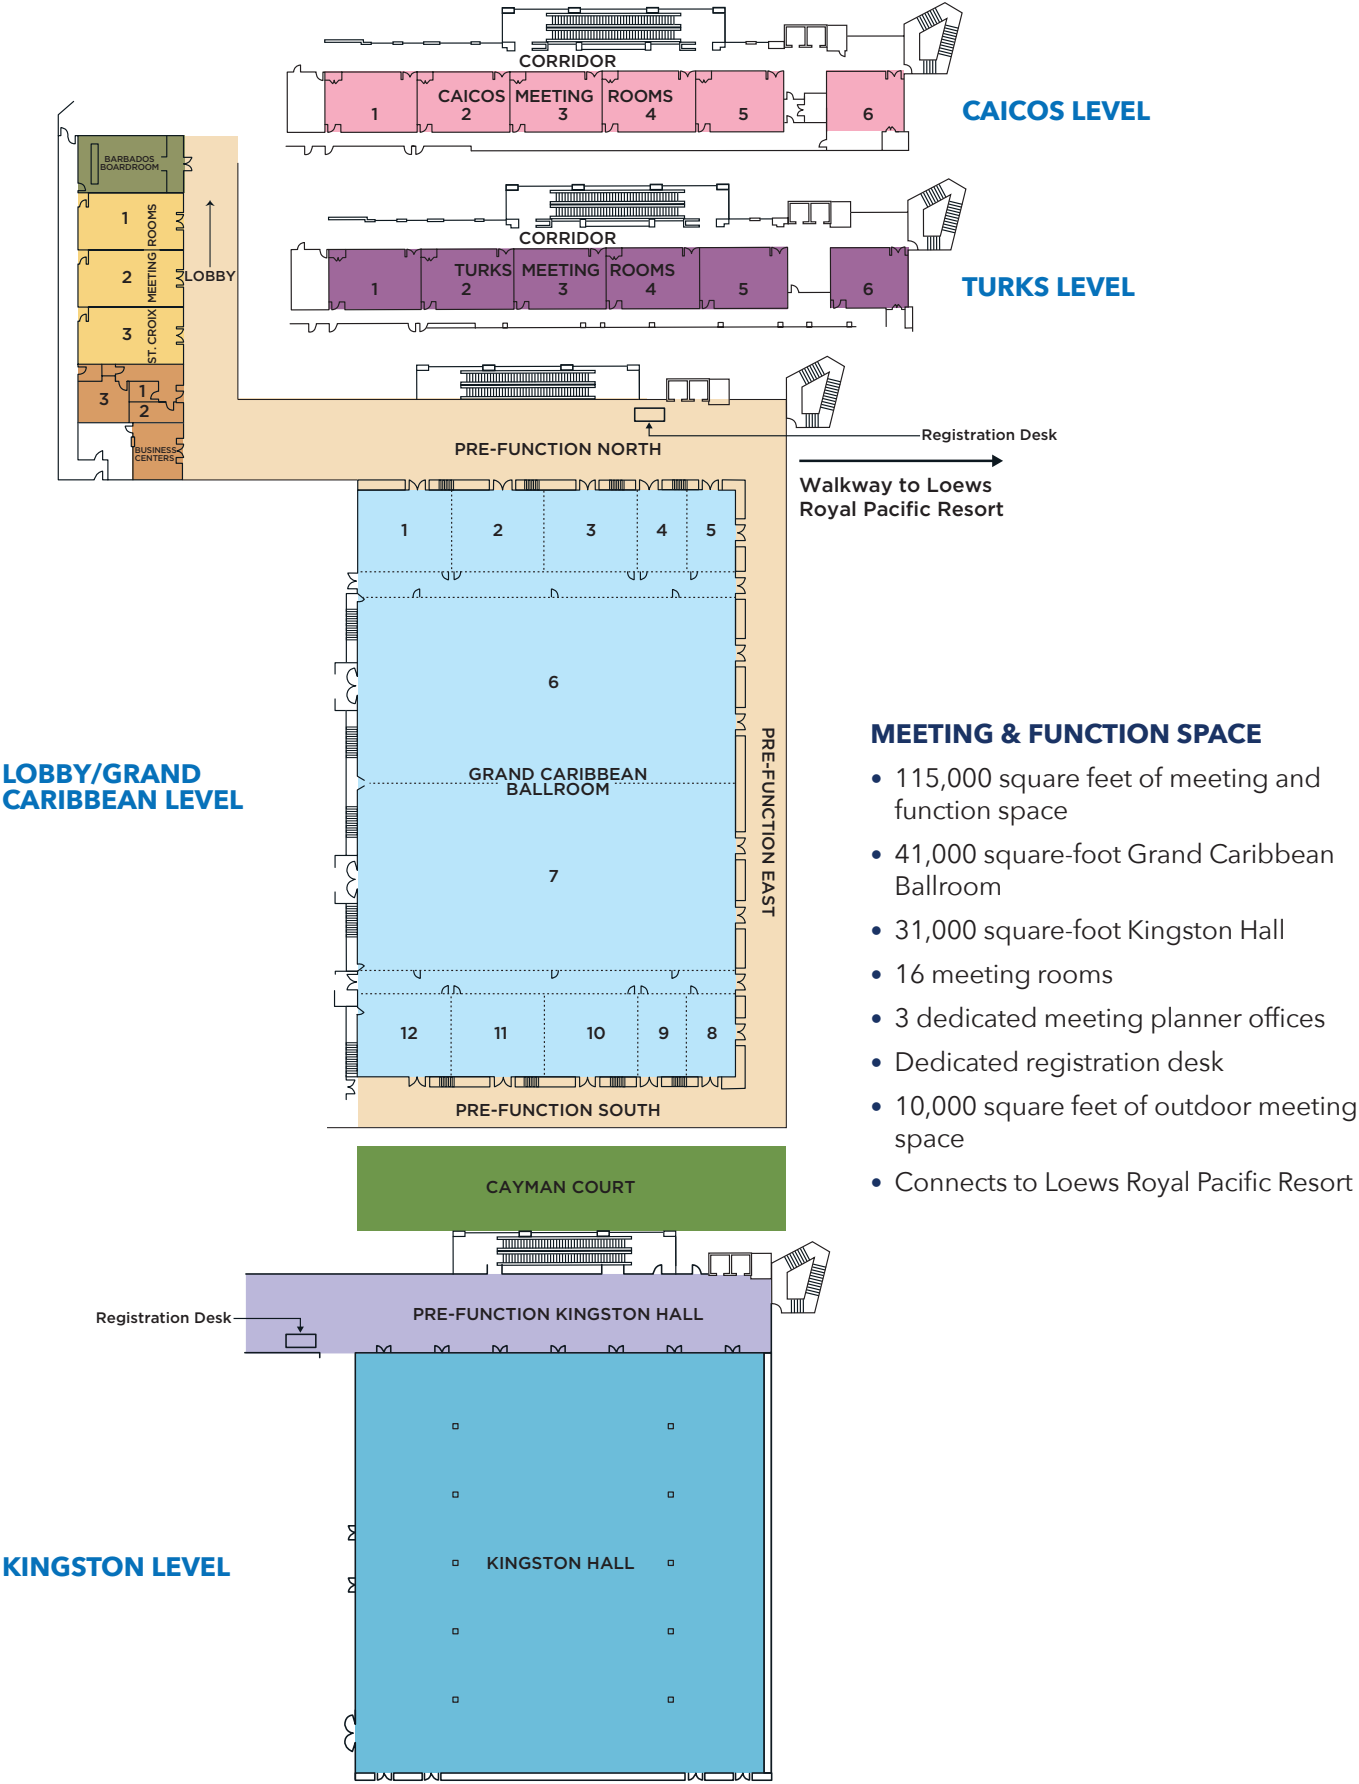 CORRIDOR
CAICOS MEETING ROOMS
1 2 3 4 5 6
CAICOS LEVEL
BARBADOS
BOARDROOM
1
2
3
ST. CROIX MEETING ROOMS
LOBBY
CORRIDOR
TURKS MEETING ROOMS
1 2 3 4 5 6
TURKS LEVEL
3
1
2
BUSINESS
CENTERS
PRE-FUNCTION NORTH
Registration Desk
Walkway to Loews
Royal Pacific Resort
1 2 3 4 5
6
GRAND CARIBBEAN
BALLROOM
7
12 11 10 9 8
PRE-FUNCTION EAST
PRE-FUNCTION SOUTH
LOBBY/GRAND
CARIBBEAN LEVEL
MEETING & FUNCTION SPACE
• 115,000 square feet of meeting and
function space
• 41,000 square-foot Grand Caribbean
Ballroom
• 31,000 square-foot Kingston Hall
• 16 meeting rooms
• 3 dedicated meeting planner offices
• Dedicated registration desk
• 10,000 square feet of outdoor meeting
space
• Connects to Loews Royal Pacific Resort
CAYMAN COURT
PRE-FUNCTION KINGSTON HALL
Registration Desk
KINGSTON HALL
KINGSTON LEVEL